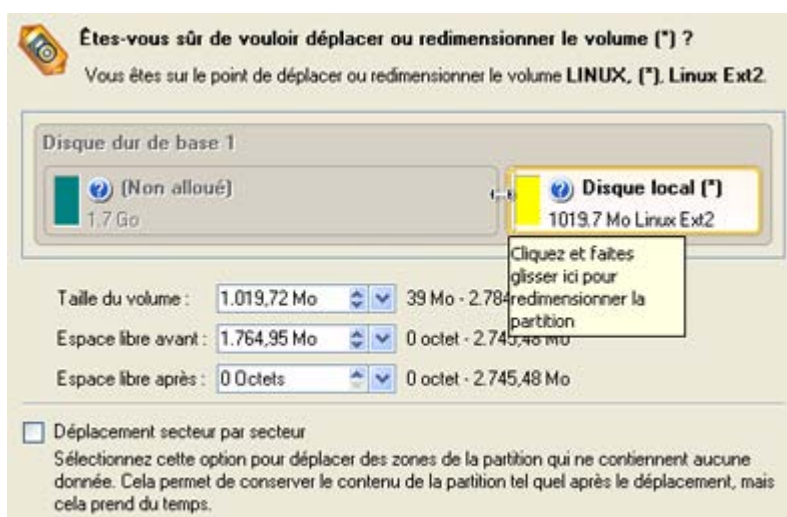 Êtes-vous sûr de vouloir déplacer ou redimensionner le volume (*) ?
Vous êtes sur le point de déplacer ou redimensionner le volume LINUX, (*), Linux Ext2.
Disque dur de base 1
(Non alloué)
1.7 Go
Disque local (*)
1019.7 Mo Linux Ext2
Cliquez et faites
glisser ici pour
redimensionner la
partition
Taille du volume : 1.019,72 Mo 39 Mo - 2.784
Espace libre avant : 1.764,95 Mo 0 octet - 2.745,48 Mo
Espace libre après : 0 Octets 0 octet - 2.745,48 Mo
Déplacement secteur par secteur
Sélectionnez cette option pour déplacer des zones de la partition qui ne contiennent aucune
donnée. Cela permet de conserver le contenu de la partition tel quel après le déplacement, mais
cela prend du temps.